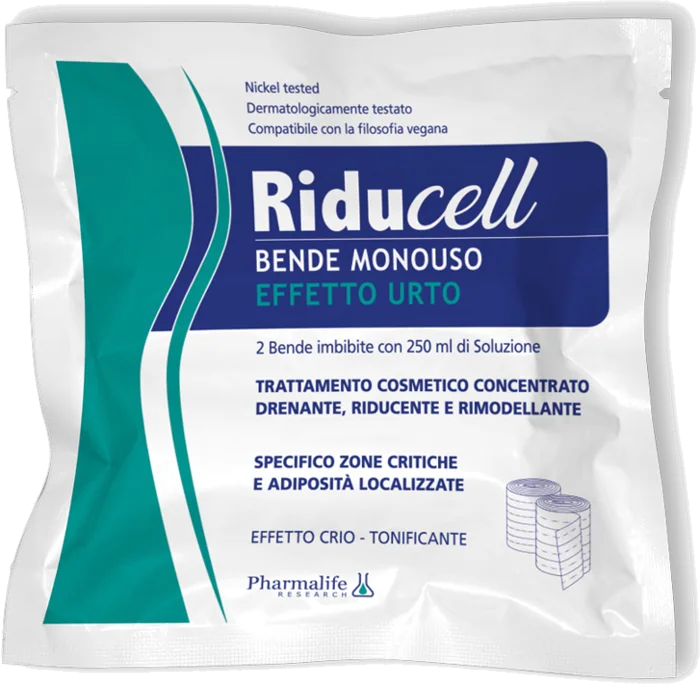 Nickel tested
Dermatologicamente testato
Compatibile con la filosofia vegana
Riducell
BENDE MONOUSO
EFFETTO URTO
2 Bende imbibite con 250 ml di Soluzione
TRATTAMENTO COSMETICO CONCENTRATO
DRENANTE, RIDUCENTE E RIMODELLANTE
SPECIFICO ZONE CRITICHE
E ADIPOSITÀ LOCALIZZATE
EFFETTO CRIO - TONIFICANTE
Pharmalife
RESEARCH